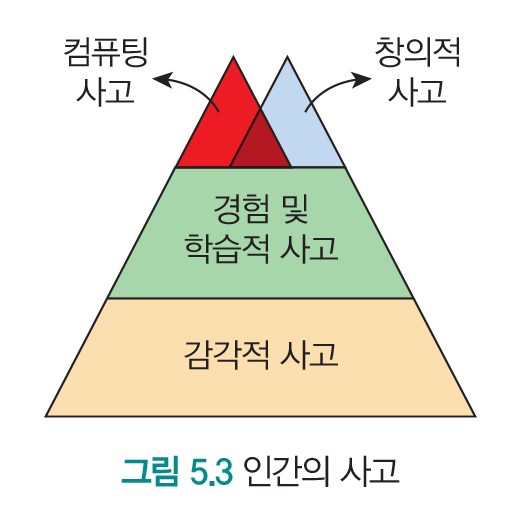 컴퓨팅
사고
창의적
사고
경험 및
학습적 사고
감각적 사고
그림 5.3 인간의 사고